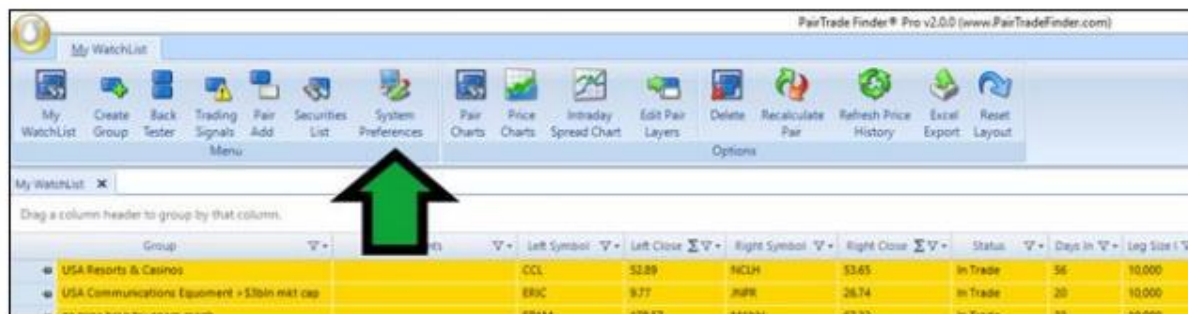 PairTrade Finder® Pro v2.0.0 (www.PairTradeFinder.com)
My WatchList
My WatchList
Create Group
Back Tester
Trading Signals
Pair Add
Securities List
System Preferences
Pair Charts
Price Charts
Intraday Spread Chart
Edit Pair Layers
Delete
Recalculate Pair
Refresh Price History
Excel Export
Reset Layout
Menu
Options
My WatchList
Drag a column header to group by that column.
Group Left Symbol Left Close Σ Right Symbol Right Close Σ Status Days In Leg Size
USA Resorts & Casinos CCL 52.89 NCLH 53.65 In Trade 56 10,000
USA Communications Equoment > $3bln mkt cap ERIC 9.77 JNPR 26.74 In Trade 20 10,000